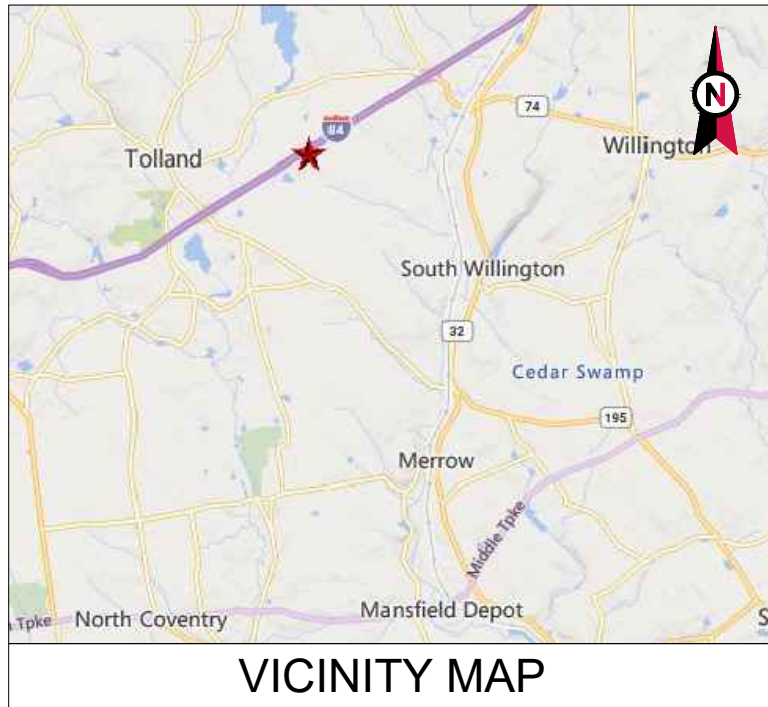 N
74
84
Tolland
Willington
South Willington
32
Cedar Swamp
195
Merrow
Middle Tpke
Mansfield Depot
North Coventry
Tpke
VICINITY MAP